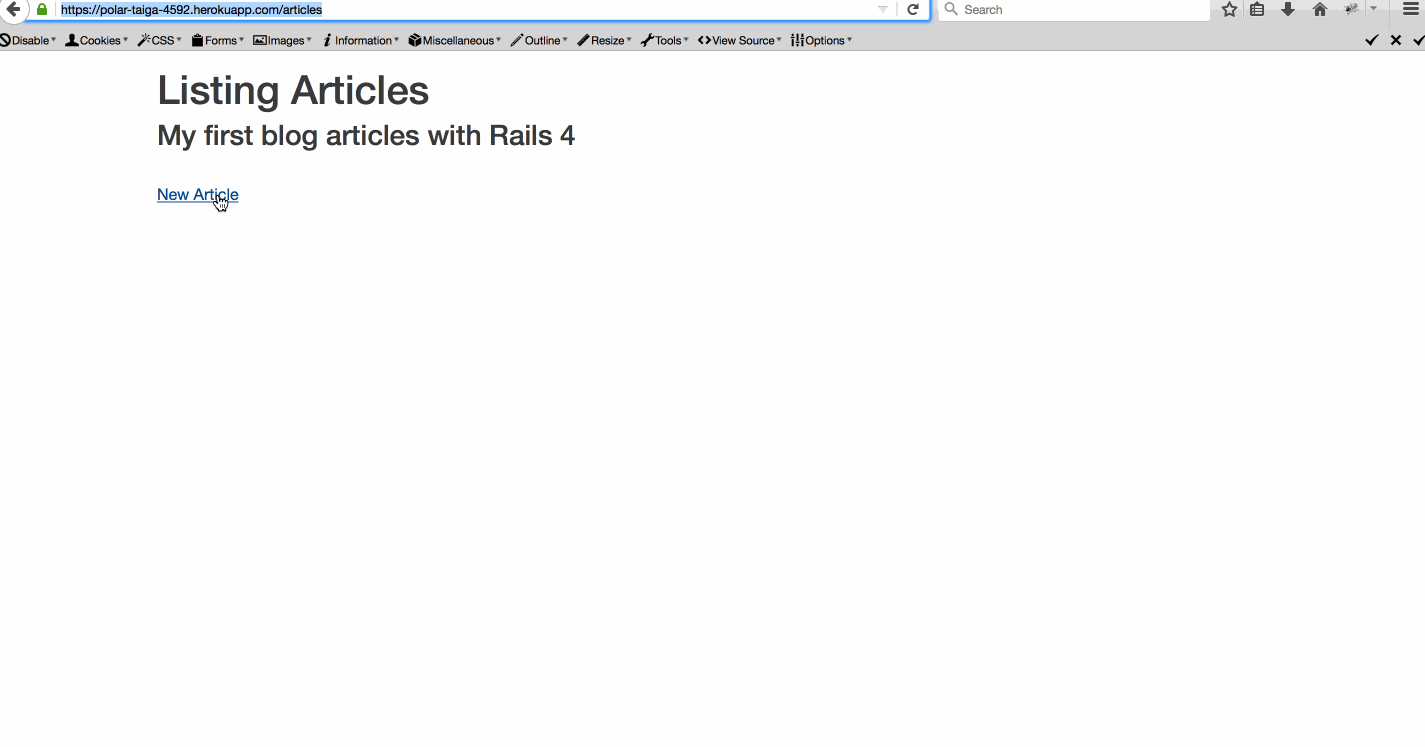 https://polar-taiga-4592.herokuapp.com/articles
Search
Disable Cookies CSS Forms Images Information Miscellaneous Outline Resize Tools View Source Options
Listing Articles
My first blog articles with Rails 4
New Article